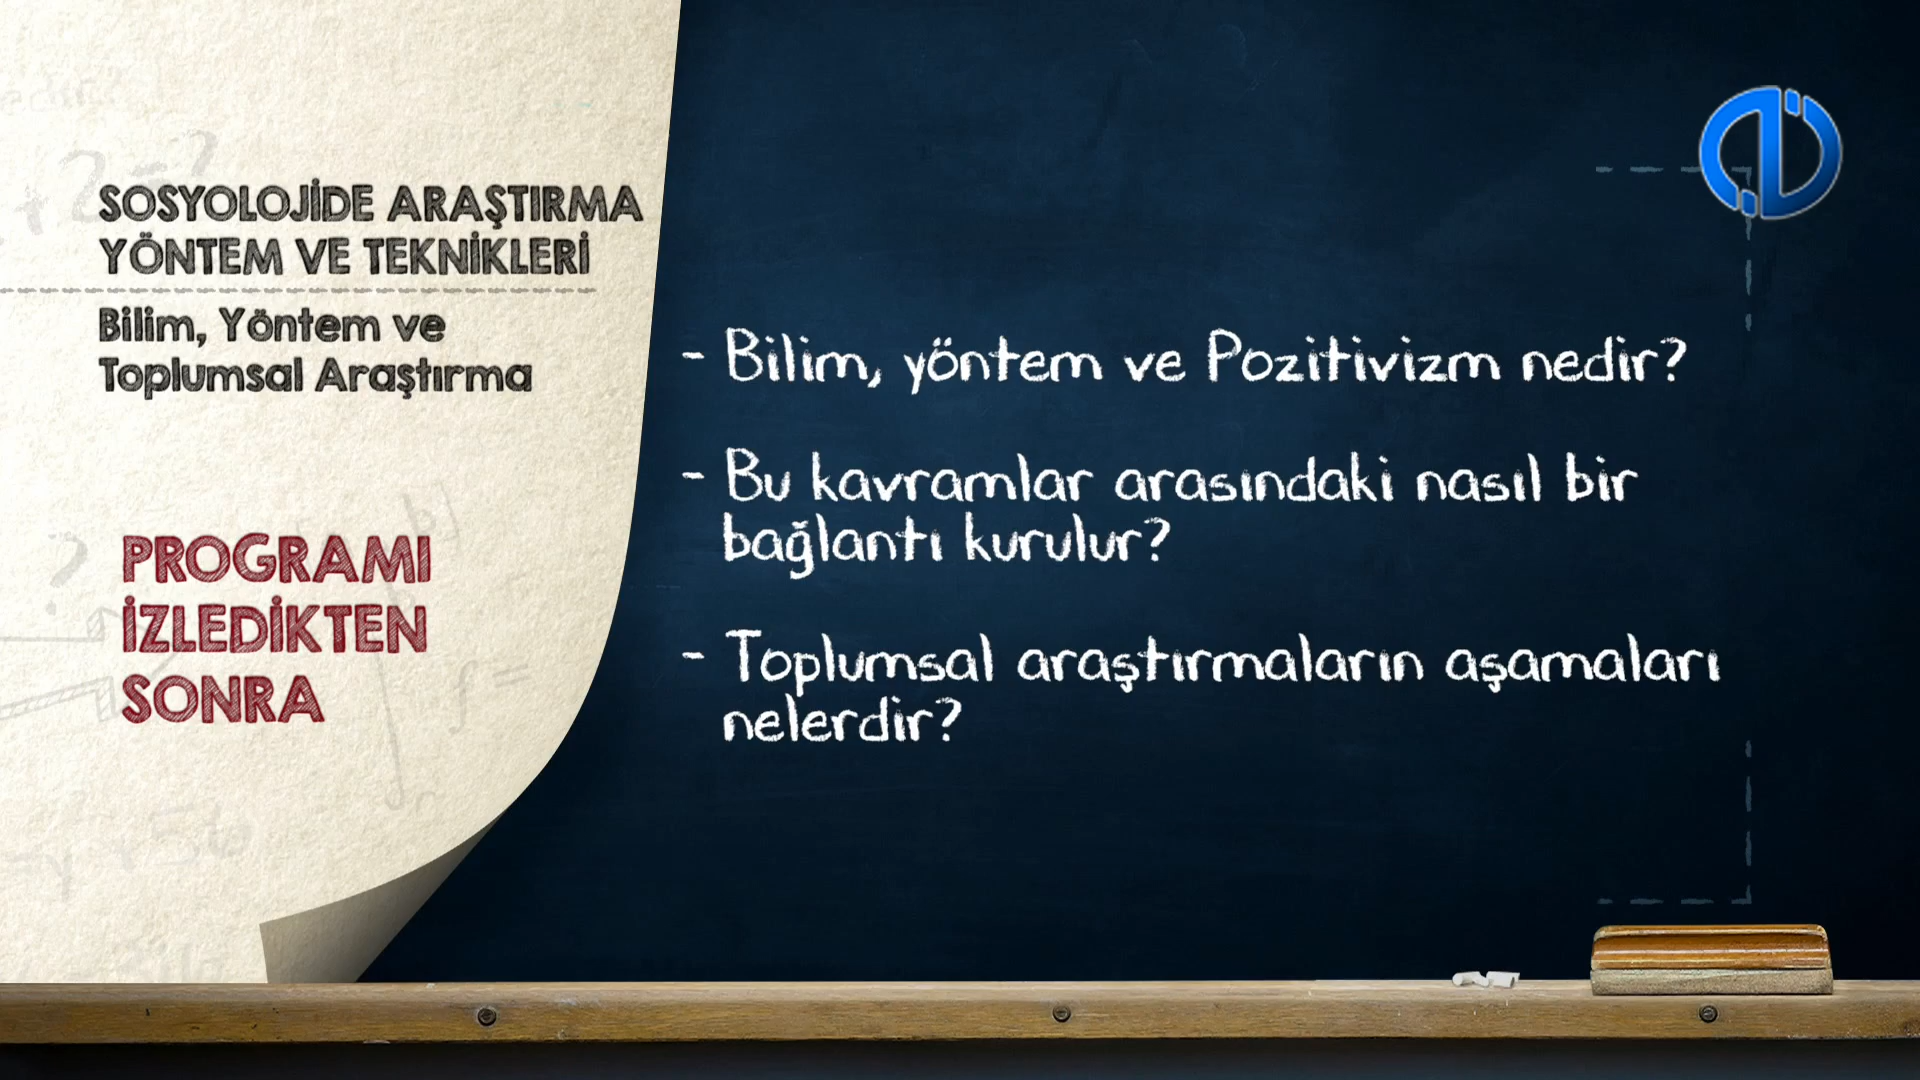 SOSYOLOJİDE ARAŞTIRMA
YÖNTEM VE TEKNİKLERİ
Bilim, Yöntem ve
Toplumsal Araştırma
PROGRAMI
İZLEDİKTEN
SONRA
- Bilim, yöntem ve Pozitivizm nedir?
- Bu kavramlar arasındaki nasıl bir
bağlantı kurulur?
- Toplumsal araştırmaların aşamaları
nelerdir?